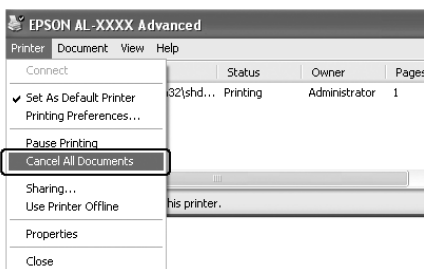 EPSON AL-XXXX Advanced
Printer Document View Help
Connect
Status Owner Pages
Set As Default Printer
n32\shd... Printing Administrator 1
Printing Preferences...
Pause Printing
Cancel All Documents
Sharing...
Use Printer Offline
his printer.
Properties
Close